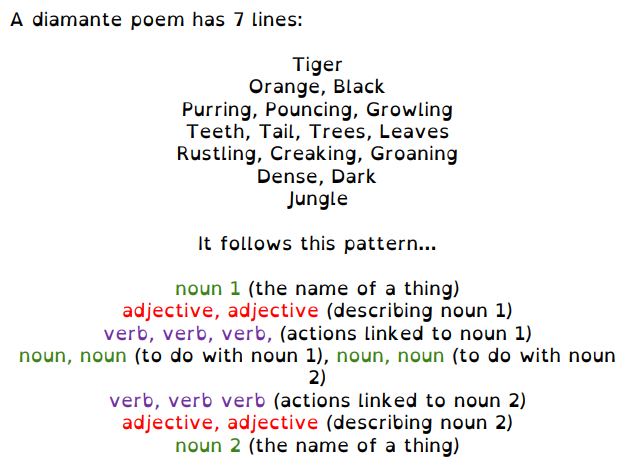 A diamante poem has 7 lines:
Tiger
Orange, Black
Purring, Pouncing, Growling
Teeth, Tail, Trees, Leaves
Rustling, Creaking, Groaning
Dense, Dark
Jungle
It follows this pattern...
noun 1 (the name of a thing)
adjective, adjective (describing noun 1)
verb, verb, verb, (actions linked to noun 1)
noun, noun (to do with noun 1), noun, noun (to do with noun
2)
verb, verb verb (actions linked to noun 2)
adjective, adjective (describing noun 2)
noun 2 (the name of a thing)